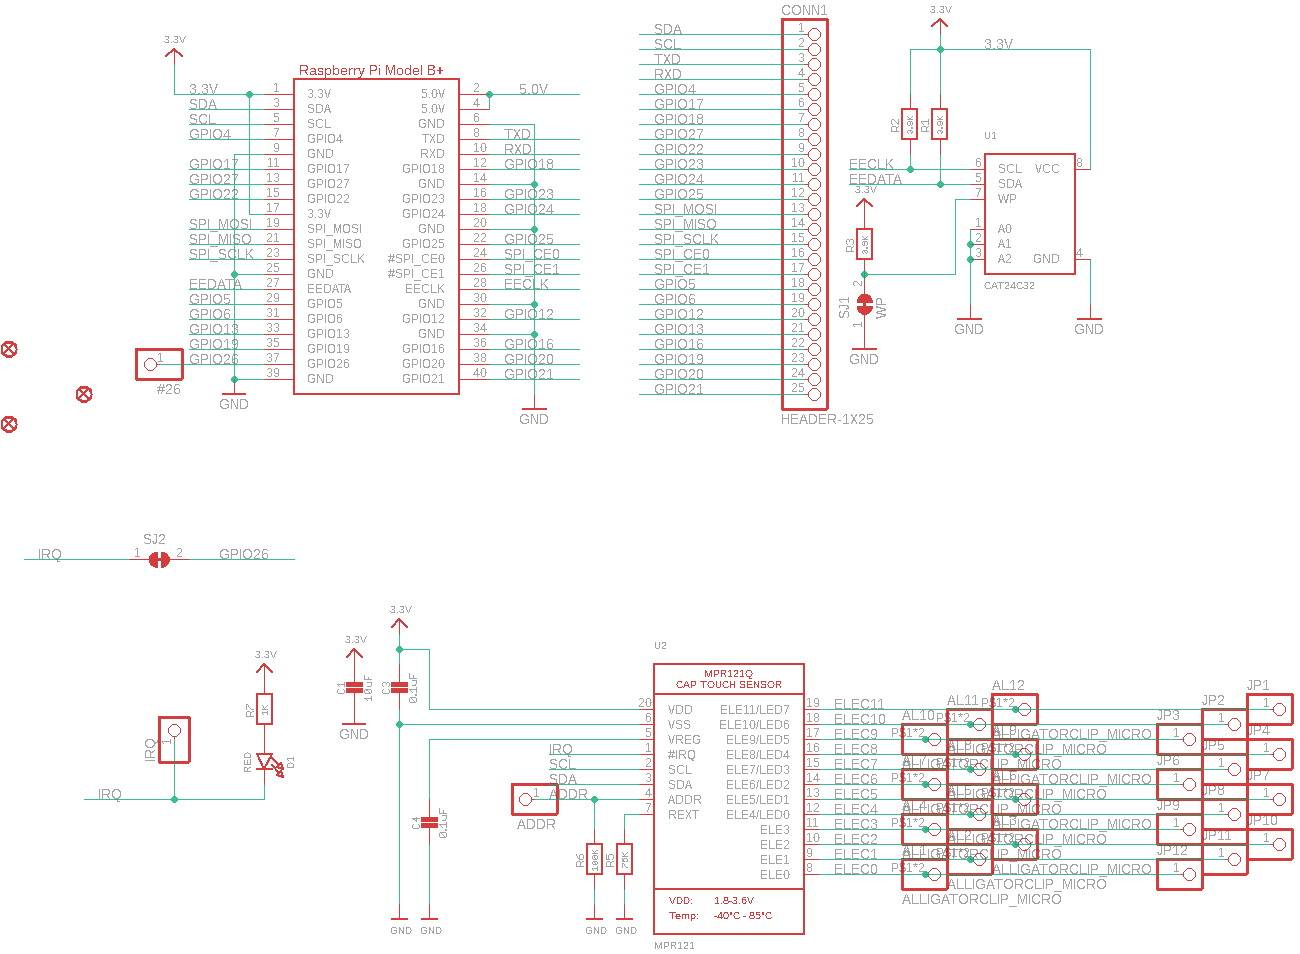 CONN1
3.3V
Raspberry Pi Model B+
3.3V 1 3.3V 5.0V 2 5.0V
SDA 3 SDA 5.0V 4
SCL 5 SCL GND 6
GPIO4 7 GPIO4 TXD 8 TXD
9 GND RXD 10 RXD
GPIO17 11 GPIO17 GPIO18 12 GPIO18
GPIO27 13 GPIO27 GND 14
GPIO22 15 GPIO22 GPIO23 16 GPIO23
17 3.3V GPIO24 18 GPIO24
SPI_MOSI 19 SPI_MOSI GND 20
SPI_MISO 21 SPI_MISO GPIO25 22 GPIO25
SPI_SCLK 23 SPI_SCLK #SPI_CE0 24 SPI_CE0
25 GND #SPI_CE1 26 SPI_CE1
EEDATA 27 EEDATA EECLK 28 EECLK
GPIO5 29 GPIO5 GND 30
GPIO6 31 GPIO6 GPIO12 32 GPIO12
GPIO13 33 GPIO13 GND 34
GPIO19 35 GPIO19 GPIO16 36 GPIO16
GPIO26 37 GPIO26 GPIO20 38 GPIO20
39 GND GPIO21 40 GPIO21
1
#26
GND
GND
SDA 1
SCL 2
TXD 3
RXD 4
GPIO4 5
GPIO17 6
GPIO18 7
GPIO27 8
GPIO22 9
GPIO23 10
GPIO24 11
GPIO25 12
SPI_MOSI 13
SPI_MISO 14
SPI_SCLK 15
SPI_CE0 16
SPI_CE1 17
GPIO5 18
GPIO6 19
GPIO12 20
GPIO13 21
GPIO16 22
GPIO19 23
GPIO20 24
GPIO21 25
HEADER-1X25
3.3V
3.3V
R2 3.9K
R1 3.9K
U1
EECLK 6 SCL VCC 8
EEDATA 5 SDA
7 WP
1 A0
2 A1
3 A2 GND 4
CAT24C32
3.3V
R3 3.9K
SJ1 2 1 WP
GND
GND
GND
SJ2
IRQ 1 2 GPIO26
3.3V
R7 1K
RED D1
IRQ 1
IRQ
3.3V
C1 10uF
GND
3.3V
C3 0.1uF
C4 0.1uF
GND GND
U2
MPR121Q
CAP TOUCH SENSOR
20 VDD ELE11/LED7 19 ELEC11
6 VSS ELE10/LED6 18 ELEC10
5 VREG ELE9/LED5 17 ELEC9
IRQ 1 #IRQ ELE8/LED4 16 ELEC8
SCL 2 SCL ELE7/LED3 15 ELEC7
SDA 3 SDA ELE6/LED2 14 ELEC6
ADDR 4 ADDR ELE5/LED1 13 ELEC5
7 REXT ELE4/LED0 12 ELEC4
ELE3 11 ELEC3
ELE2 10 ELEC2
ELE1 9 ELEC1
ELE0 8 ELEC0
VDD: 1.8-3.6V
Temp: -40°C - 85°C
MPR121
1
ADDR
R6 100K
R5 75K
GND GND
AL12
AL11
AL10
P$1*2
ALLIGATORCLIP_MICRO
ALLIGATORCLIP_MICRO
JP1 1
JP2 1
JP3 1
JP4 1
JP5 1
JP6 1
JP7 1
JP8 1
JP9 1
JP10 1
JP11 1
JP12 1